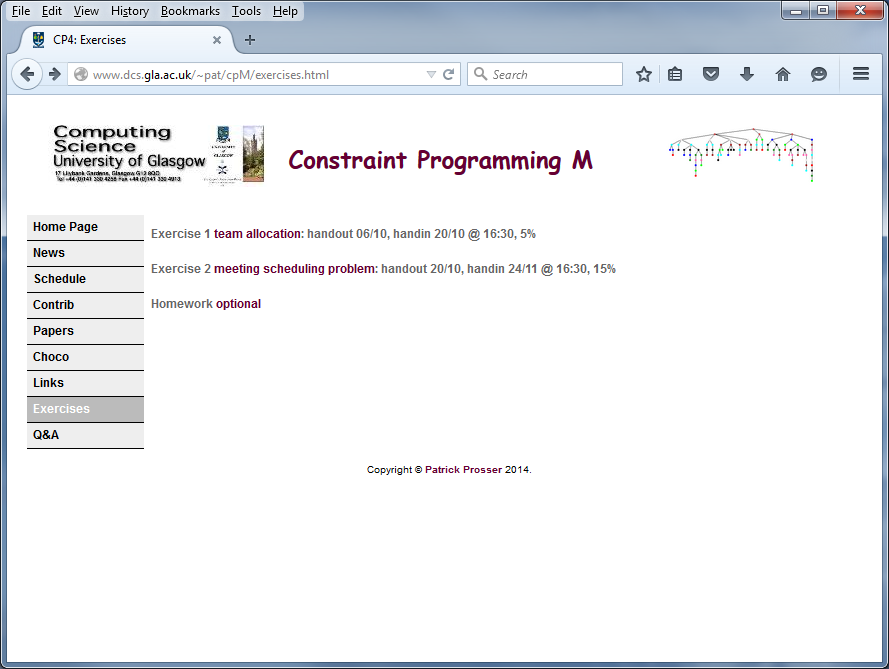 File Edit View History Bookmarks Tools Help
CP4: Exercises
www.dcs.gla.ac.uk/~pat/cpM/exercises.html
Search
Computing
Science
University of Glasgow
17 Lilybank Gardens, Glasgow G12 8QQ
Tel +44 (0)141 330 4256 Fax +44 (0)141 330 4913
Constraint Programming M
Home Page
News
Schedule
Contrib
Papers
Choco
Links
Exercises
Q&A
Exercise 1 team allocation: handout 06/10, handin 20/10 @ 16:30, 5%
Exercise 2 meeting scheduling problem: handout 20/10, handin 24/11 @ 16:30, 15%
Homework optional
Copyright © Patrick Prosser 2014.